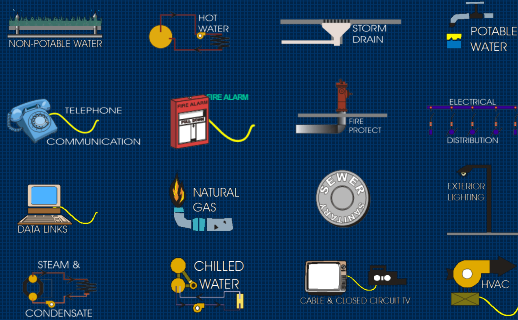 NON-POTABLE WATER
HOT
WATER
STORM
DRAIN
POTABLE
WATER
TELEPHONE
COMMUNICATION
FIRE ALARM
FIRE ALARM
FIRE
PROTECT
ELECTRICAL
DISTRIBUTION
DATA LINKS
NATURAL
GAS
SEWER
SANITARY
EXTERIOR
LIGHTING
STEAM &
CONDENSATE
CHILLED
WATER
CABLE & CLOSED CIRCUIT TV
HVAC